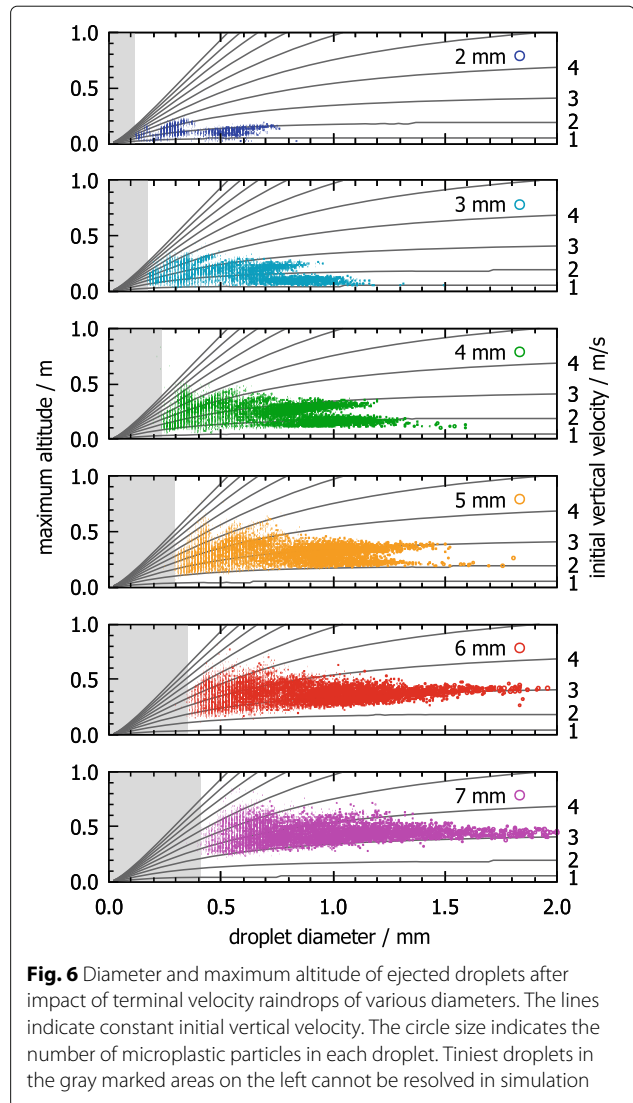 1.0
2 mm
4
0.5
3
2
0.0
1
1.0
3 mm
4
0.5
3
2
0.0
1
1.0
4 mm
4
0.5
3
2
0.0
1
maximum altitude / m
initial vertical velocity / m/s
1.0
5 mm
4
0.5
3
2
0.0
1
1.0
6 mm
4
0.5
3
2
0.0
1
1.0
7 mm
4
0.5
3
2
0.0
1
0.0 0.5 1.0 1.5 2.0
droplet diameter / mm
Fig. 6 Diameter and maximum altitude of ejected droplets after
impact of terminal velocity raindrops of various diameters. The lines
indicate constant initial vertical velocity. The circle size indicates the
number of microplastic particles in each droplet. Tiniest droplets in
the gray marked areas on the left cannot be resolved in simulation